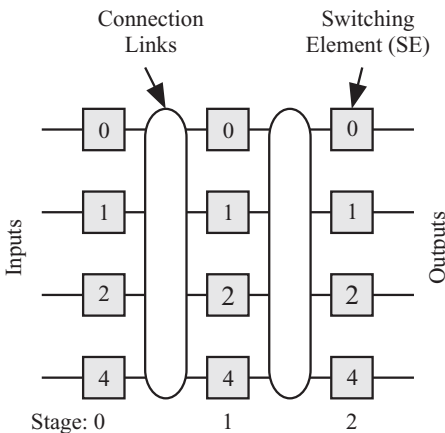 Connection
Links
Switching
Element (SE)
0 0 0
1 1 1
2 2 2
4 4 4
Inputs
Outputs
Stage: 0 1 2